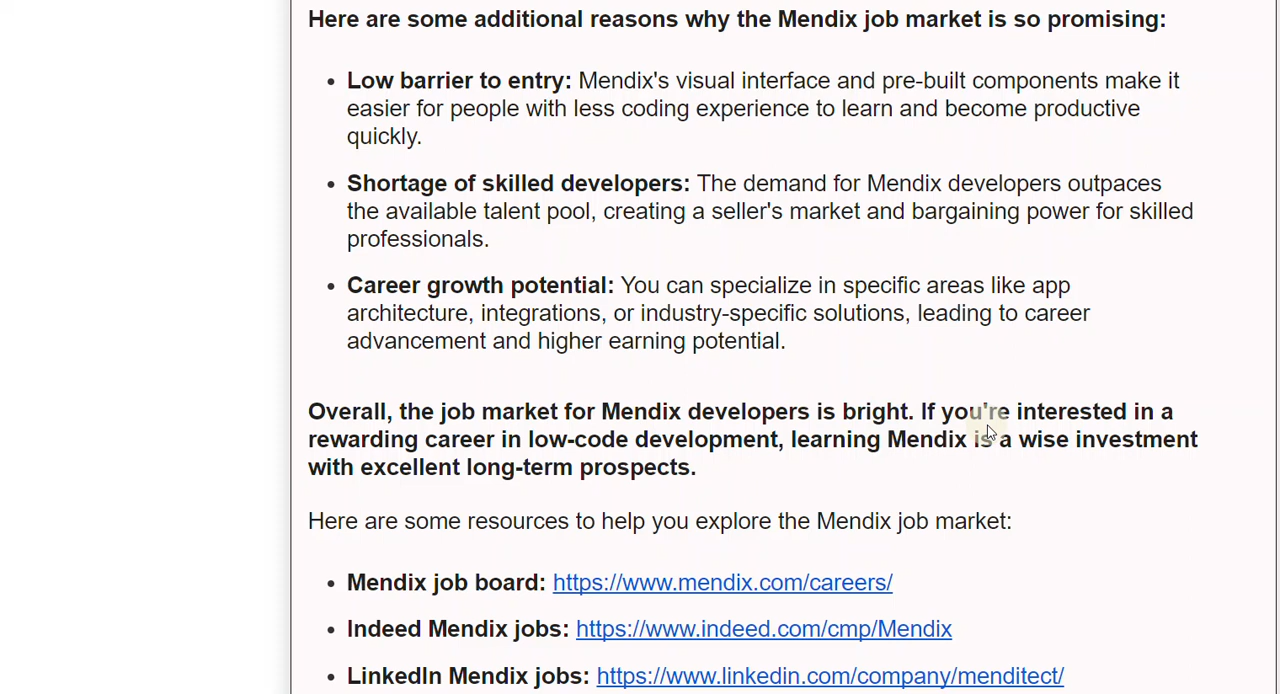 Here are some additional reasons why the Mendix job market is so promising:
• Low barrier to entry: Mendix's visual interface and pre-built components make it
easier for people with less coding experience to learn and become productive
quickly.
• Shortage of skilled developers: The demand for Mendix developers outpaces
the available talent pool, creating a seller's market and bargaining power for skilled
professionals.
• Career growth potential: You can specialize in specific areas like app
architecture, integrations, or industry-specific solutions, leading to career
advancement and higher earning potential.
Overall, the job market for Mendix developers is bright. If you're interested in a
rewarding career in low-code development, learning Mendix is a wise investment
with excellent long-term prospects.
Here are some resources to help you explore the Mendix job market:
• Mendix job board: https://www.mendix.com/careers/
• Indeed Mendix jobs: https://www.indeed.com/cmp/Mendix
• LinkedIn Mendix jobs: https://www.linkedin.com/company/menditect/